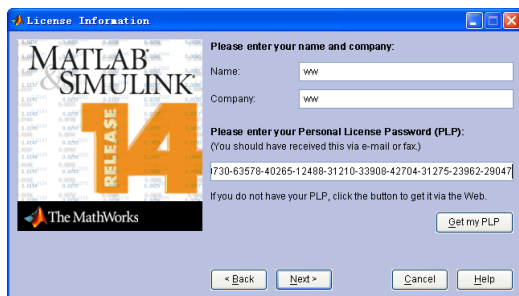 License Information
MATLAB
& SIMULINK
RELEASE
14
The MathWorks
Please enter your name and company:
Name:
ww
Company:
ww
Please enter your Personal License Password (PLP):
(You should have received this via e-mail or fax.)
0730-63578-40265-12488-31210-33908-42704-31275-23962-29047
If you do not have your PLP, click the button to get it via the Web.
Get my PLP
< Back
Next >
Cancel
Help